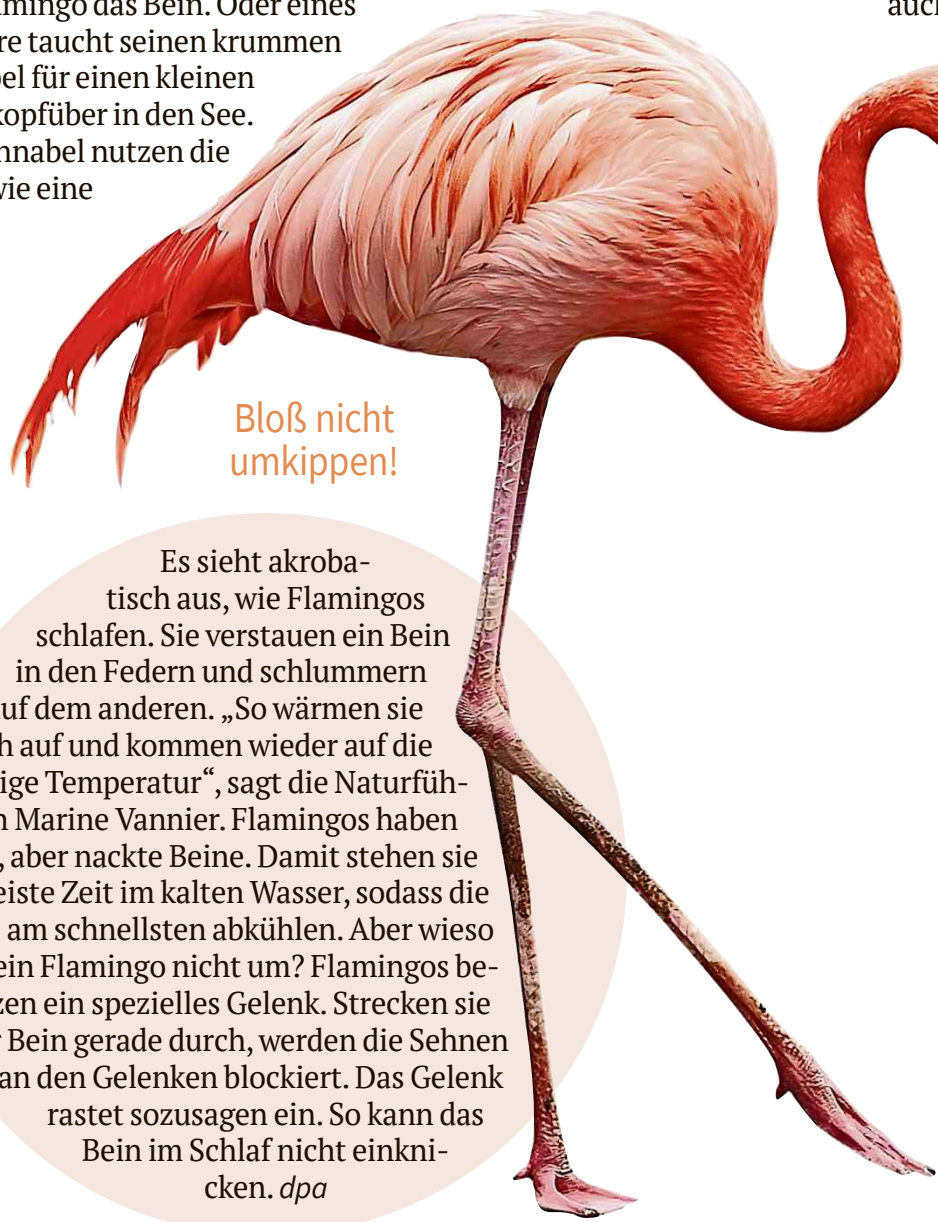 amingo das Bein. Oder eines
re taucht seinen krummen
el für einen kleinen
kopfüber in den See.
hnabel nutzen die
wie eine
auch
Bloß nicht
umkippen!
Es sieht akroba-
tisch aus, wie Flamingos
schlafen. Sie verstauen ein Bein
in den Federn und schlummern
uf dem anderen. „So wärmen sie
h auf und kommen wieder auf die
ige Temperatur“, sagt die Naturfüh-
n Marine Vannier. Flamingos haben
, aber nackte Beine. Damit stehen sie
eiste Zeit im kalten Wasser, sodass die
am schnellsten abkühlen. Aber wieso
ein Flamingo nicht um? Flamingos be-
zen ein spezielles Gelenk. Strecken sie
r Bein gerade durch, werden die Sehnen
an den Gelenken blockiert. Das Gelenk
rastet sozusagen ein. So kann das
Bein im Schlaf nicht einkni-
cken. dpa